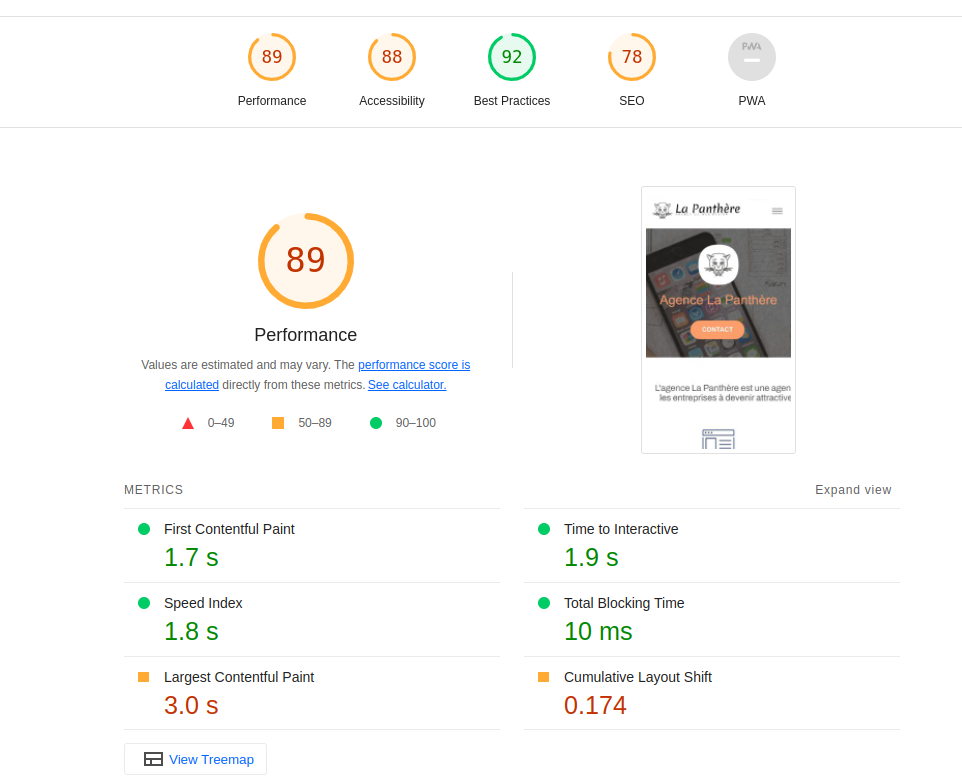 89
88
92
78
PWA
Performance
Accessibility
Best Practices
SEO
PWA
89
Performance
Values are estimated and may vary. The performance score is
calculated directly from these metrics. See calculator.
0–49
50–89
90–100
La Panthère
Agence La Panthère
CONTACT
L'agence La Panthère est une agen
les entreprises à devenir attractive
METRICS
Expand view
First Contentful Paint
1.7 s
Time to Interactive
1.9 s
Speed Index
1.8 s
Total Blocking Time
10 ms
Largest Contentful Paint
3.0 s
Cumulative Layout Shift
0.174
View Treemap